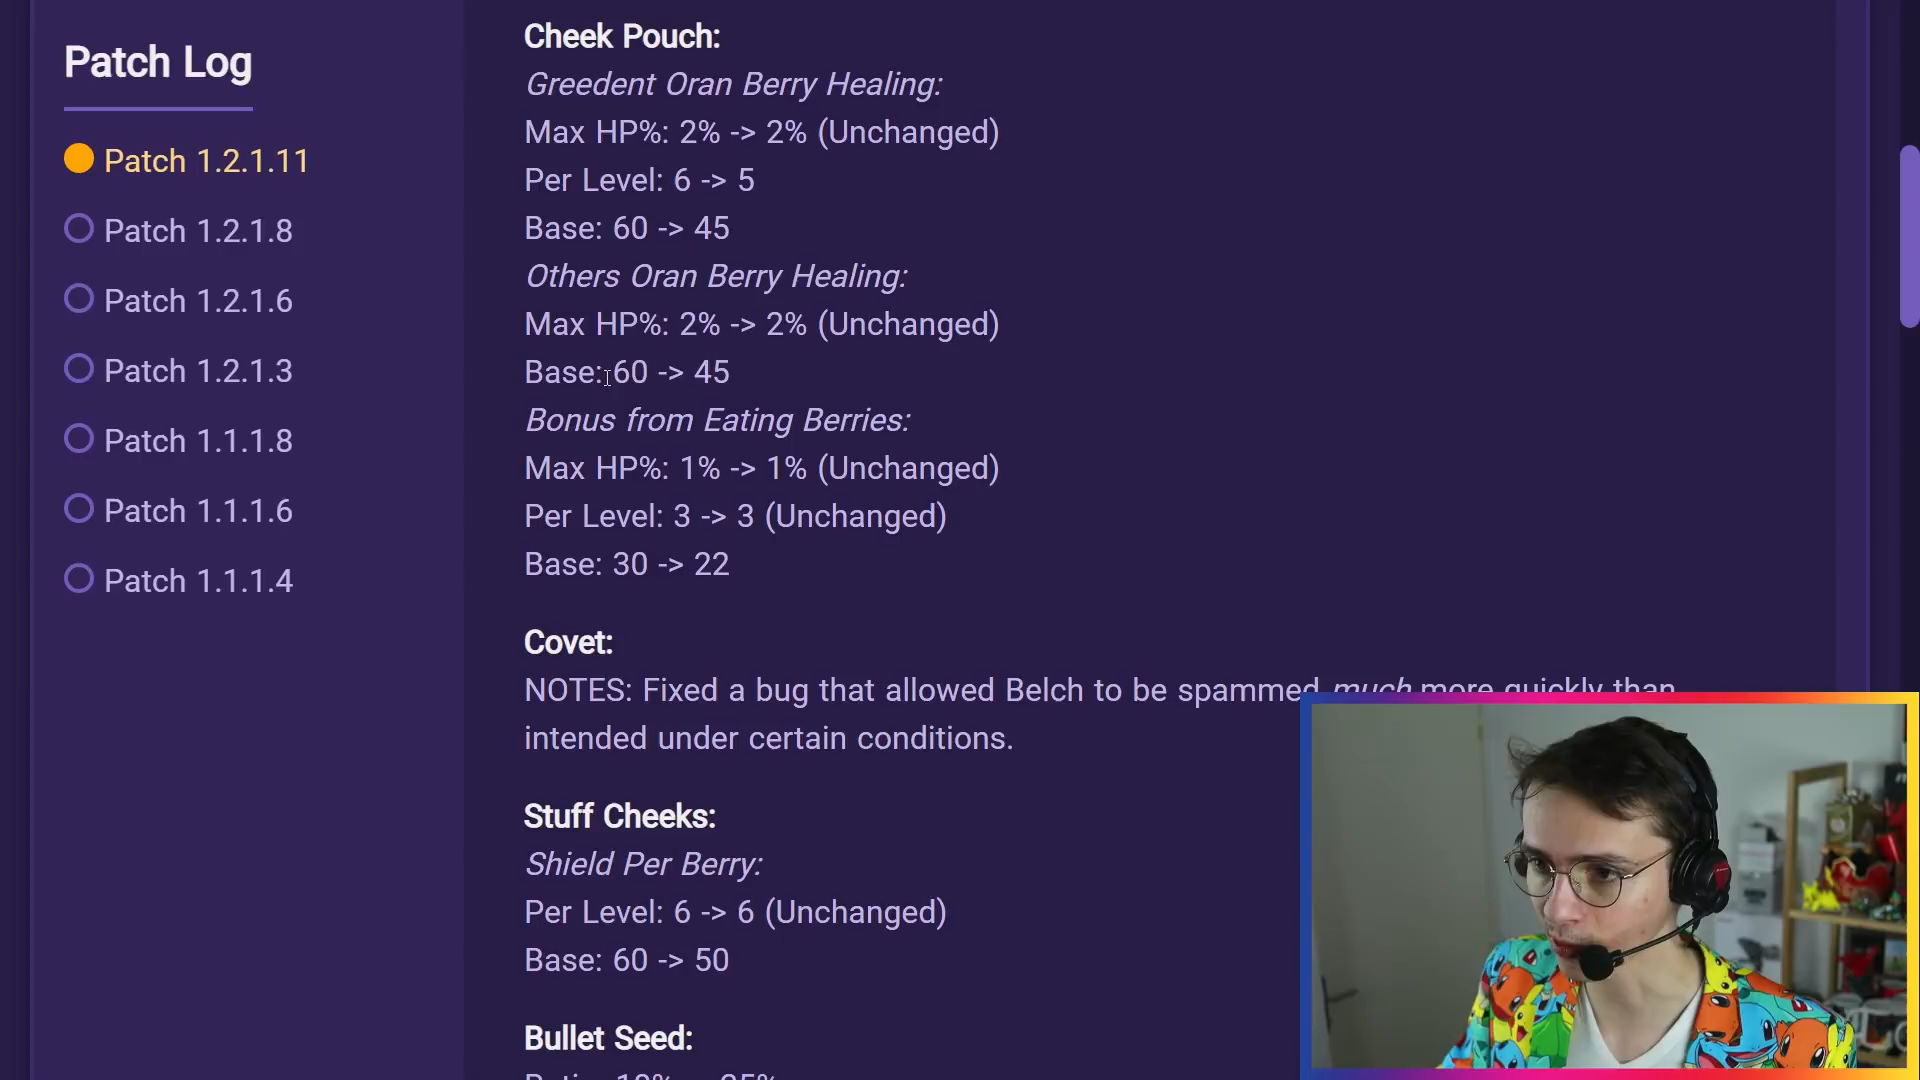 Patch Log
Patch 1.2.1.11
Patch 1.2.1.8
Patch 1.2.1.6
Patch 1.2.1.3
Patch 1.1.1.8
Patch 1.1.1.6
Patch 1.1.1.4
Cheek Pouch:
Greedent Oran Berry Healing:
Max HP%: 2% -> 2% (Unchanged)
Per Level: 6 -> 5
Base: 60 -> 45
Others Oran Berry Healing:
Max HP%: 2% -> 2% (Unchanged)
Base: 60 -> 45
Bonus from Eating Berries:
Max HP%: 1% -> 1% (Unchanged)
Per Level: 3 -> 3 (Unchanged)
Base: 30 -> 22
Covet:
NOTES: Fixed a bug that allowed Belch to be spammed much more quickly than
intended under certain conditions.
Stuff Cheeks:
Shield Per Berry:
Per Level: 6 -> 6 (Unchanged)
Base: 60 -> 50
Bullet Seed: